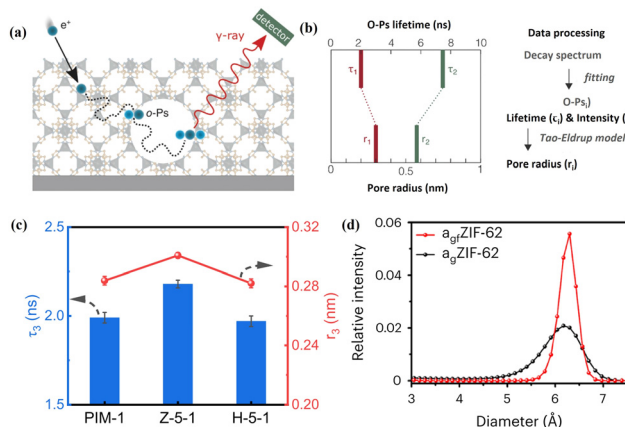 (a)
e⁺
γ-ray
detector
o-Ps
(b)
O-Ps lifetime (ns)
0 2 4 6 8 10
τ₁
τ₂
r₁
r₂
0 0.5 1
Pore radius (nm)
Data processing
Decay spectrum
fitting
O-Psᵢ)
Lifetime (τᵢ) & Intensity (
Tao-Eldrup model
Pore radius (rᵢ)
(c)
2.5
2.0
1.5
τ₃ (ns)
0.32
0.28
0.24
0.20
r₃ (nm)
PIM-1 Z-5-1 H-5-1
(d)
0.06
0.04
0.02
0.00
Relative intensity
a_gfZIF-62
a_gZIF-62
3 4 5 6 7
Diameter (Å)